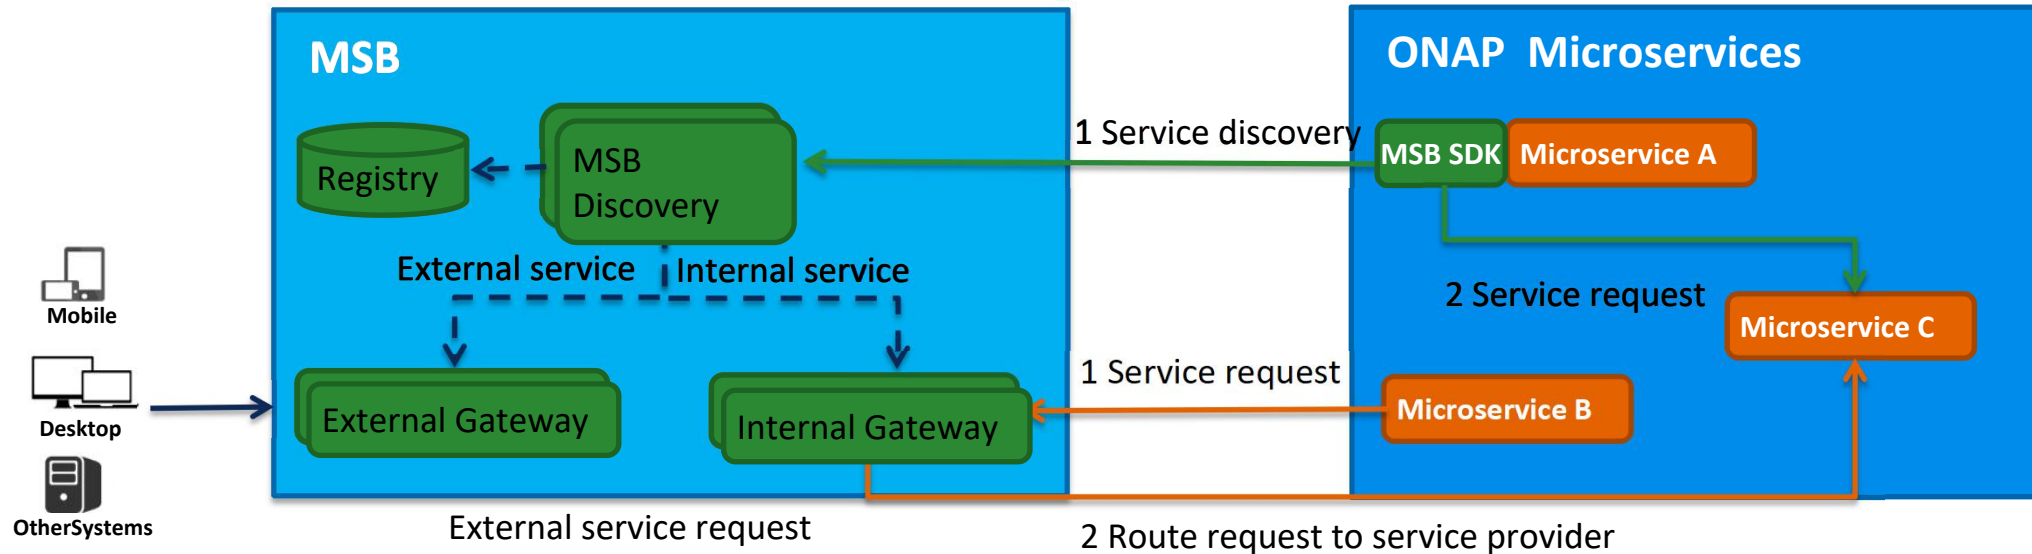 MSB
ONAP Microservices
1 Service discovery
MSB SDK
Microservice A
Registry
MSB
Discovery
External service
Internal service
2 Service request
Mobile
Microservice C
1 Service request
External Gateway
Internal Gateway
Microservice B
Desktop
OtherSystems
External service request
2 Route request to service provider